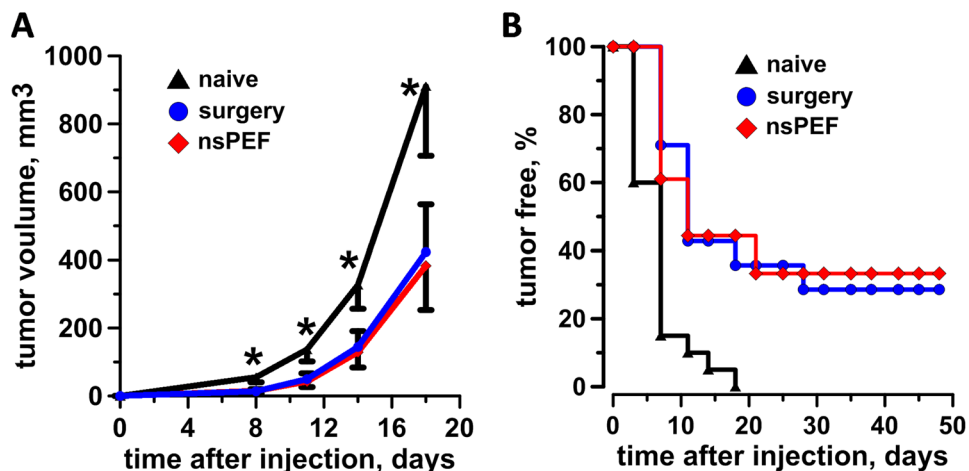 A
tumor voulume, mm3
1000
800
600
400
200
0
0
4
8
12
16
20
time after injection, days
naive
surgery
nsPEF
*
*
*
*
B
tumor free, %
100
80
60
40
20
0
0
10
20
30
40
50
time after injection, days
naive
surgery
nsPEF